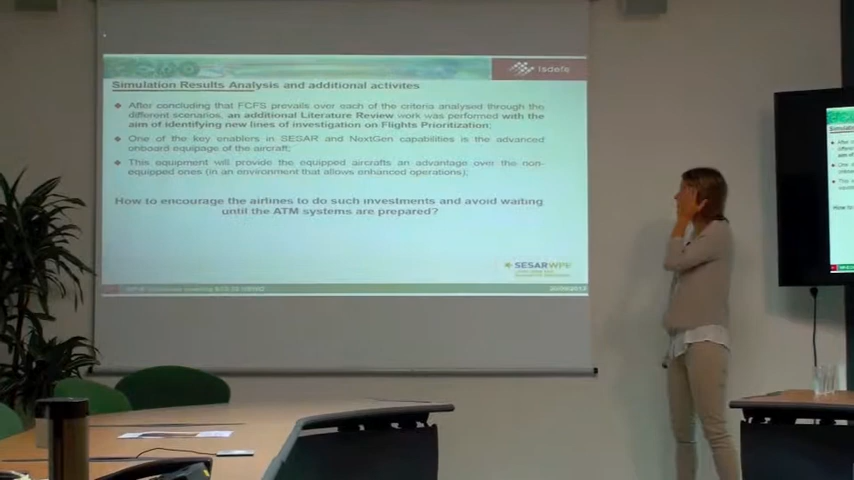 Isdefe
Simulation Results Analysis and additional activites
After concluding that FCFS prevails over each of the criteria analysed through the
different scenarios, an additional Literature Review work was performed with the
aim of identifying new lines of investigation on Flights Prioritization;
One of the key enablers in SESAR and NextGen capabilities is the advanced
onboard equipage of the aircraft;
This equipment will provide the equipped aircrafts an advantage over the non-
equipped ones (in an environment that allows enhanced operations);
How to encourage the airlines to do such investments and avoid waiting
until the ATM systems are prepared?
SESARWPE